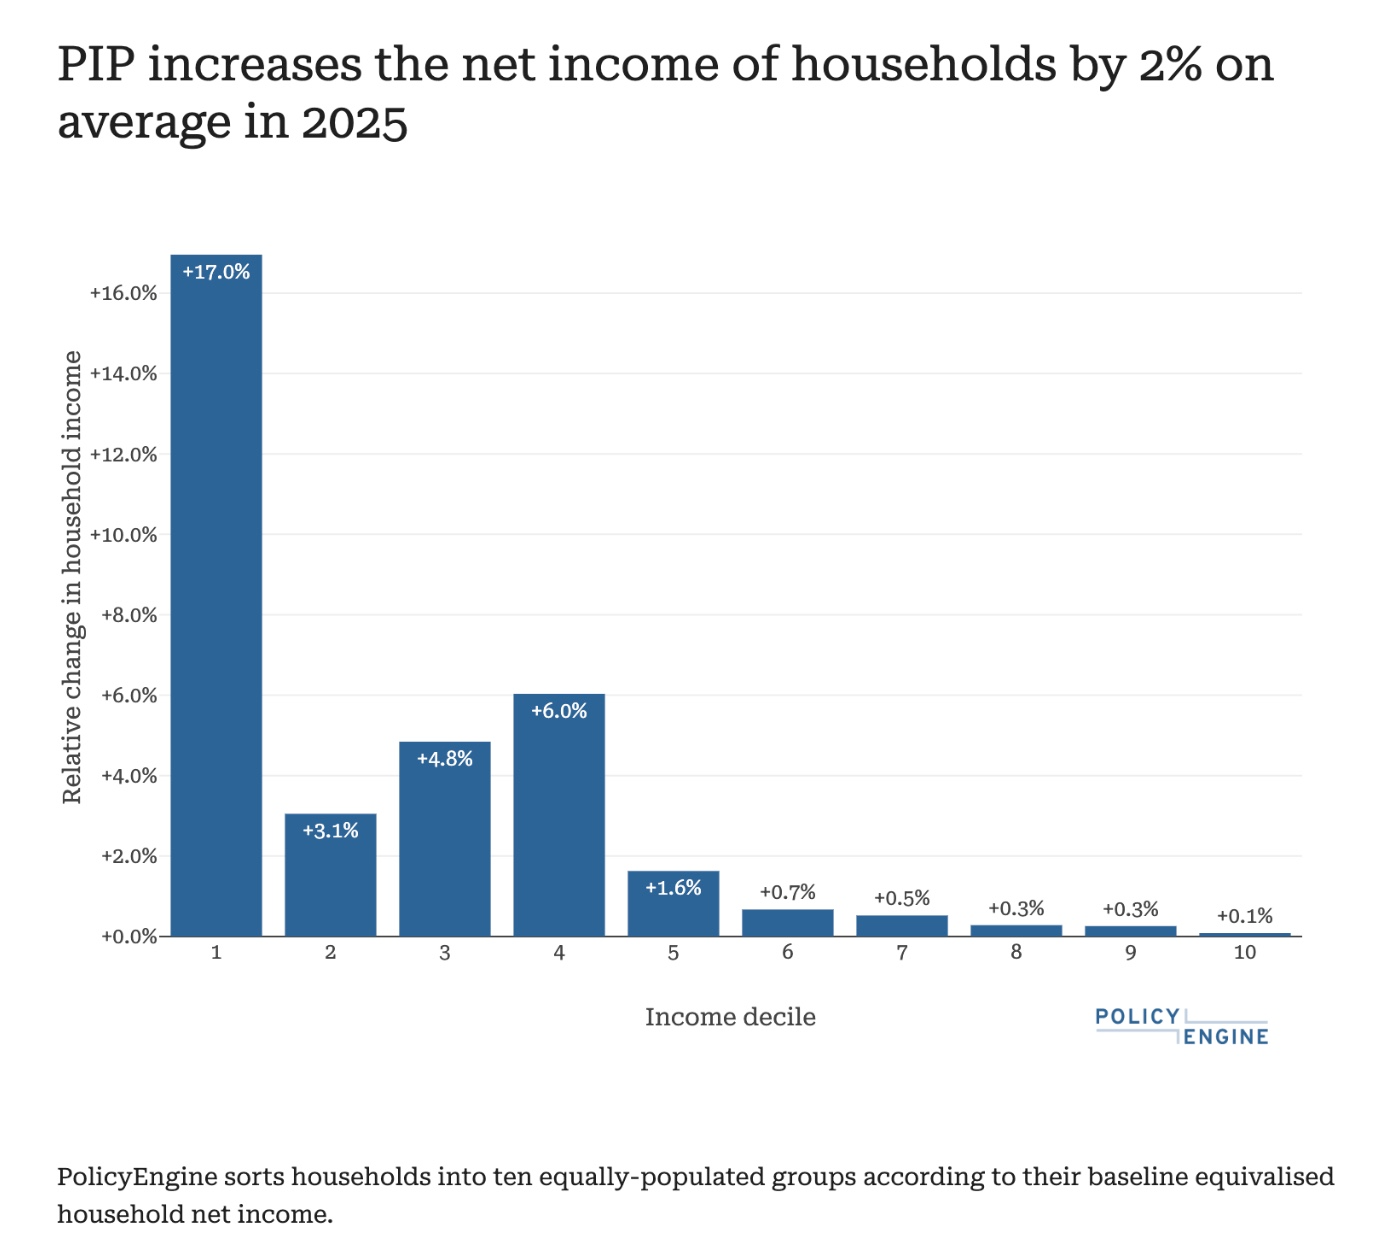 PIP increases the net income of households by 2% on
average in 2025
Relative change in household income
+16.0%
+14.0%
+12.0%
+10.0%
+8.0%
+6.0%
+4.0%
+2.0%
+0.0%
+17.0%
+3.1%
+4.8%
+6.0%
+1.6%
+0.7%
+0.5%
+0.3%
+0.3%
+0.1%
1 2 3 4 5 6 7 8 9 10
Income decile
POLICY
ENGINE
PolicyEngine sorts households into ten equally-populated groups according to their baseline equivalised
household net income.